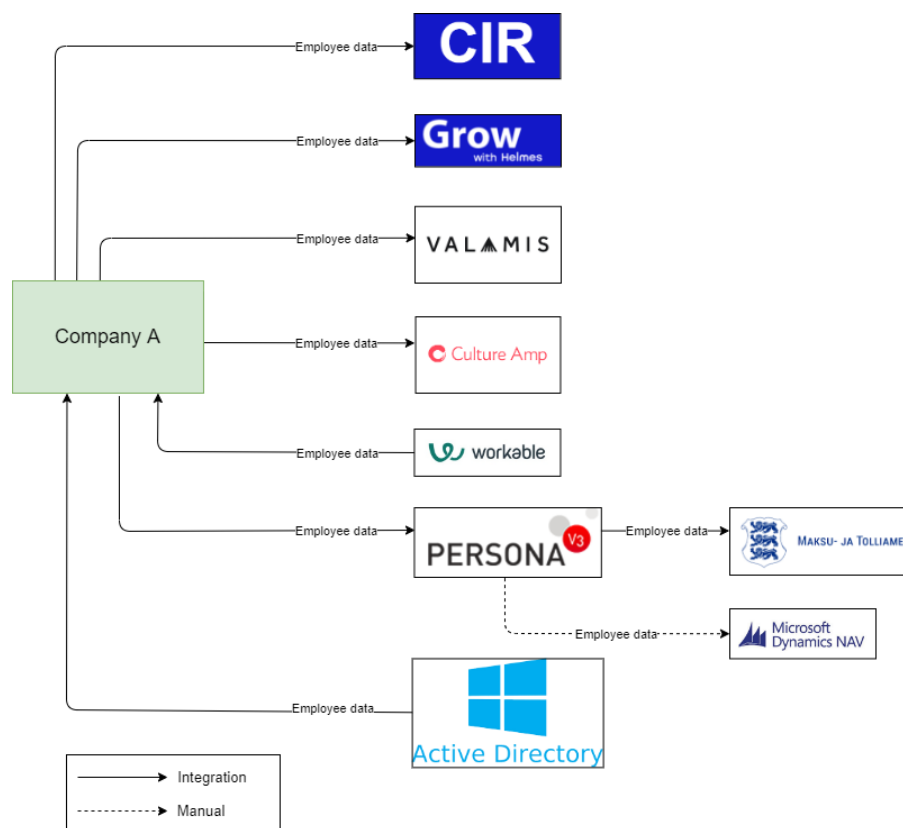 Employee data
CIR
Employee data
Grow
with Helmes
Employee data
VALAMIS
Company A
Employee data
Culture Amp
Employee data
workable
Employee data
PERSONA
V3
Employee data
MAKSU- JA TOLLIAME
Employee data
Microsoft
Dynamics NAV
Employee data
Active Directory
Integration
Manual